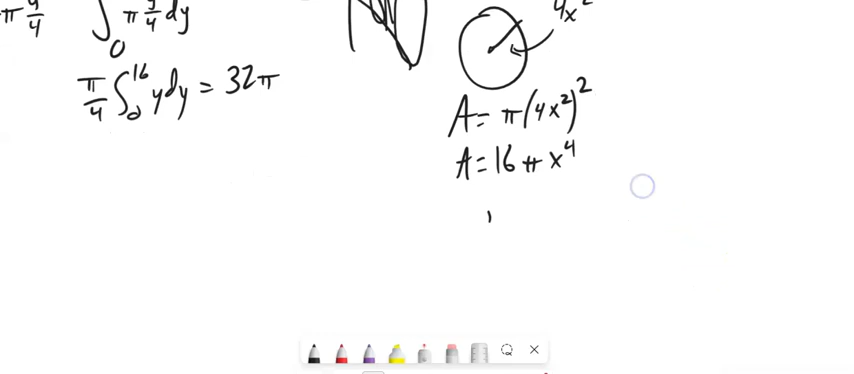 π y/4
∫₀ π y/4 dy
π/4 ∫₀¹⁶ y dy = 32π
4x²
A = π(4x²)²
A = 16πx⁴